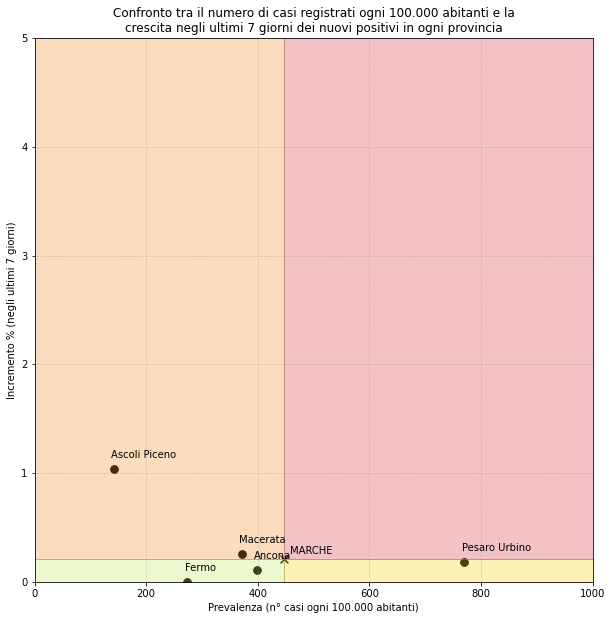 Confronto tra il numero di casi registrati ogni 100.000 abitanti e la
crescita negli ultimi 7 giorni dei nuovi positivi in ogni provincia
5
4
3
2
1
0
Incremento % (negli ultimi 7 giorni)
Ascoli Piceno
Macerata
MARCHE
Ancona
Pesaro Urbino
Fermo
0 200 400 600 800 1000
Prevalenza (n° casi ogni 100.000 abitanti)